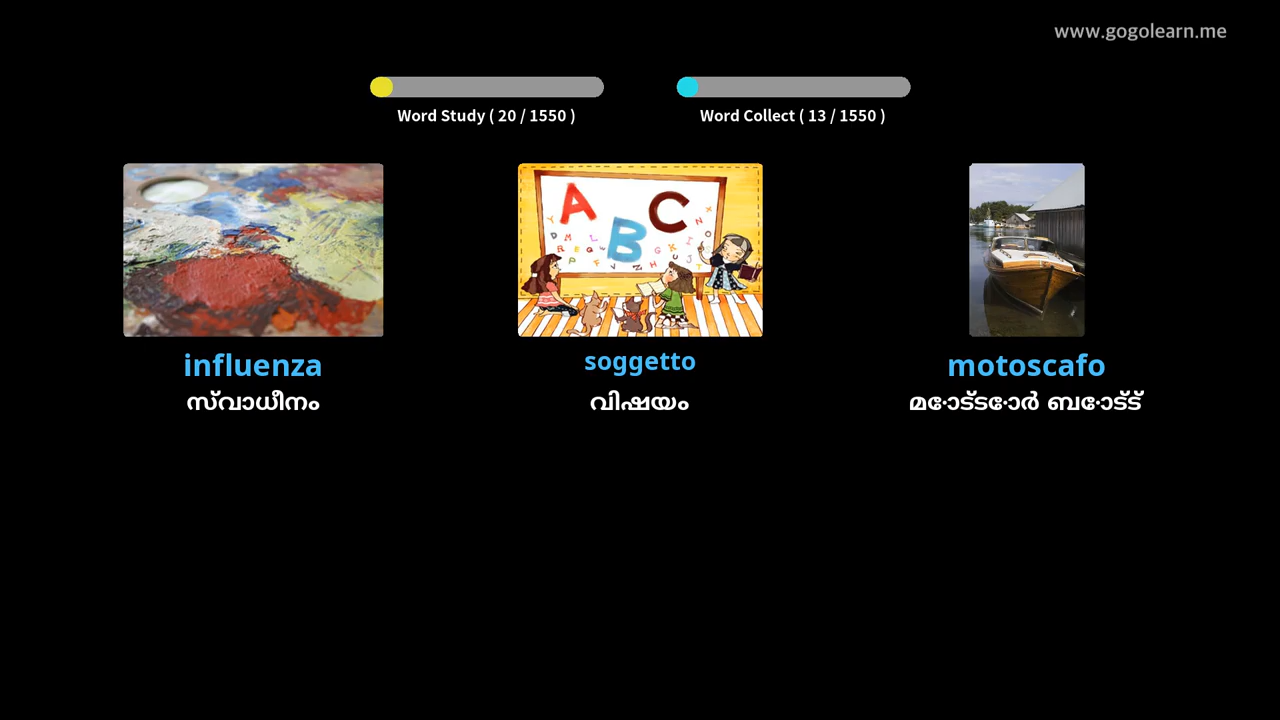 www.gogolearn.me
Word Study ( 20 / 1550 )
Word Collect ( 13 / 1550 )
A B C
influenza
soggetto
motoscafo
സ്വാധീനം
വിഷയം
മോട്ടോർ ബോട്ട്